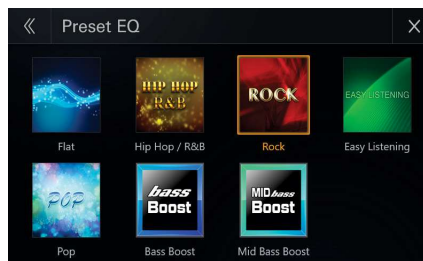 Preset EQ
HIP HOP
R&B
ROCK
EASY LISTENING
Flat
Hip Hop / R&B
Rock
Easy Listening
POP
bass
Boost
MID bass
Boost
Pop
Bass Boost
Mid Bass Boost